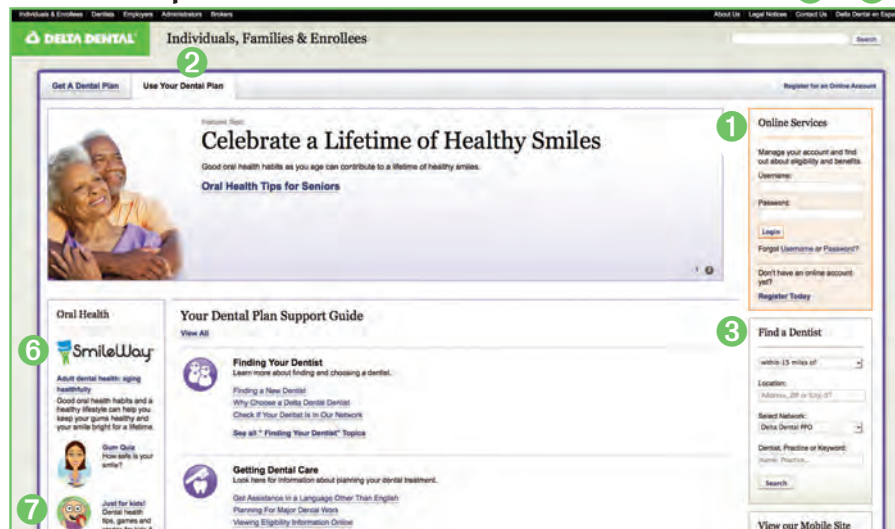 Individuals & Enrollees Dentists Employers Administrators Brokers
About Us Legal Notices Contact Us Delta Dental en Espa
DELTA DENTAL
Individuals, Families & Enrollees
Search
2
Get A Dental Plan
Use Your Dental Plan
Register for an Online Account
Featured Topic
Celebrate a Lifetime of Healthy Smiles
Good oral health habits as you age can contribute to a lifetime of healthy smiles.
Oral Health Tips for Seniors
1 2
1
Online Services
Manage your account and find
out about eligibility and benefits.
Username:
Password:
Login
Forgot Username or Password?
Don't have an online account
yet?
Register Today
Oral Health
6
SmileWay
Adult dental health: aging
healthfully
Good oral health habits and a
healthy lifestyle can help you
keep your gums healthy and
your smile bright for a lifetime.
Gum Quiz
How safe is your
smile?
7
Just for kids!
Dental health
tips, games and
Your Dental Plan Support Guide
View All
Finding Your Dentist
Learn more about finding and choosing a dentist.
Finding a New Dentist
Why Choose a Delta Dental Dentist
Check If Your Dentist Is In Our Network
See all " Finding Your Dentist" Topics
Getting Dental Care
Look here for information about planning your dental treatment.
Get Assistance in a Language Other Than English
Planning For Major Dental Work
Viewing Eligibility Information Online
3
Find a Dentist
within 15 miles of
Location:
Address, ZIP or City, ST
Select Network:
Delta Dental PPO
Dentist, Practice or Keyword:
Name, Practice...
Search
View our Mobile Site